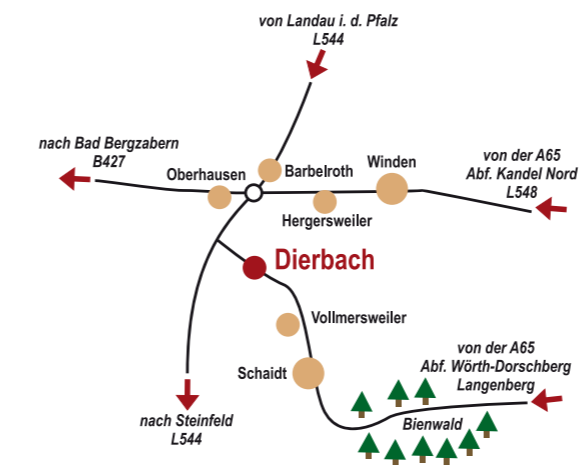 von Landau i. d. Pfalz
L544
nach Bad Bergzabern
B427
Oberhausen
Barbelroth
Winden
von der A65
Abf. Kandel Nord
L548
Hergersweiler
Dierbach
Vollmersweiler
Schaidt
von der A65
Abf. Wörth-Dorschberg
Langenberg
nach Steinfeld
L544
Bienwald